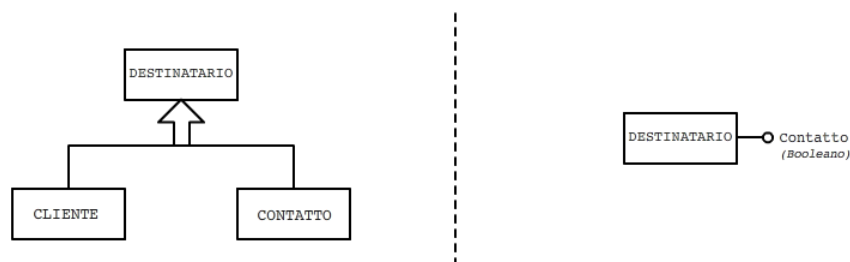 DESTINATARIO
CLIENTE
CONTATTO
DESTINATARIO
Contatto
(Booleano)